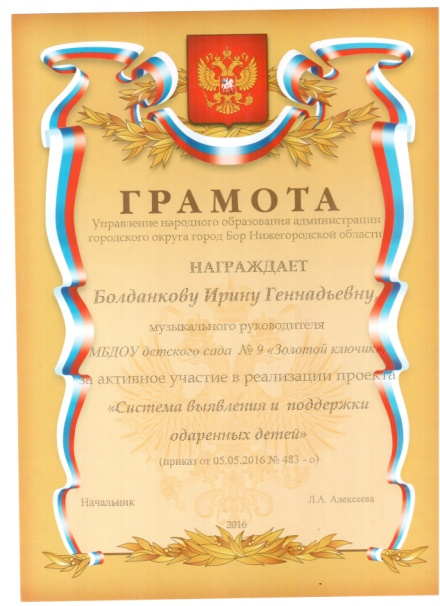 ГРАМОТА
Управление народного образования администрации
городского округа город Бор Нижегородской области
НАГРАЖДАЕТ
Болданкову Ирину Геннадьевну,
музыкального руководителя
МБДОУ детского сада № 9 «Золотой ключик»
за активное участие в реализации проекта
«Система выявления и поддержки
одаренных детей»
(приказ от 05.05.2016 № 483 - о)
Начальник Л.А. Алексеева
2016